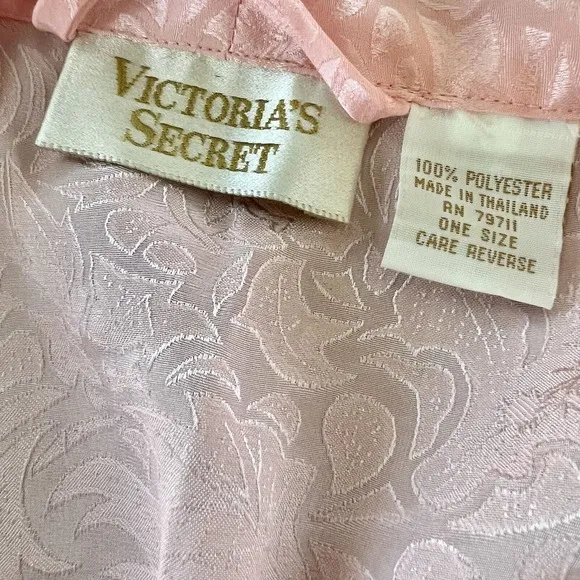 VICTORIA'S
SECRET
100% POLYESTER
MADE IN THAILAND
RN 79711
ONE SIZE
CARE REVERSE